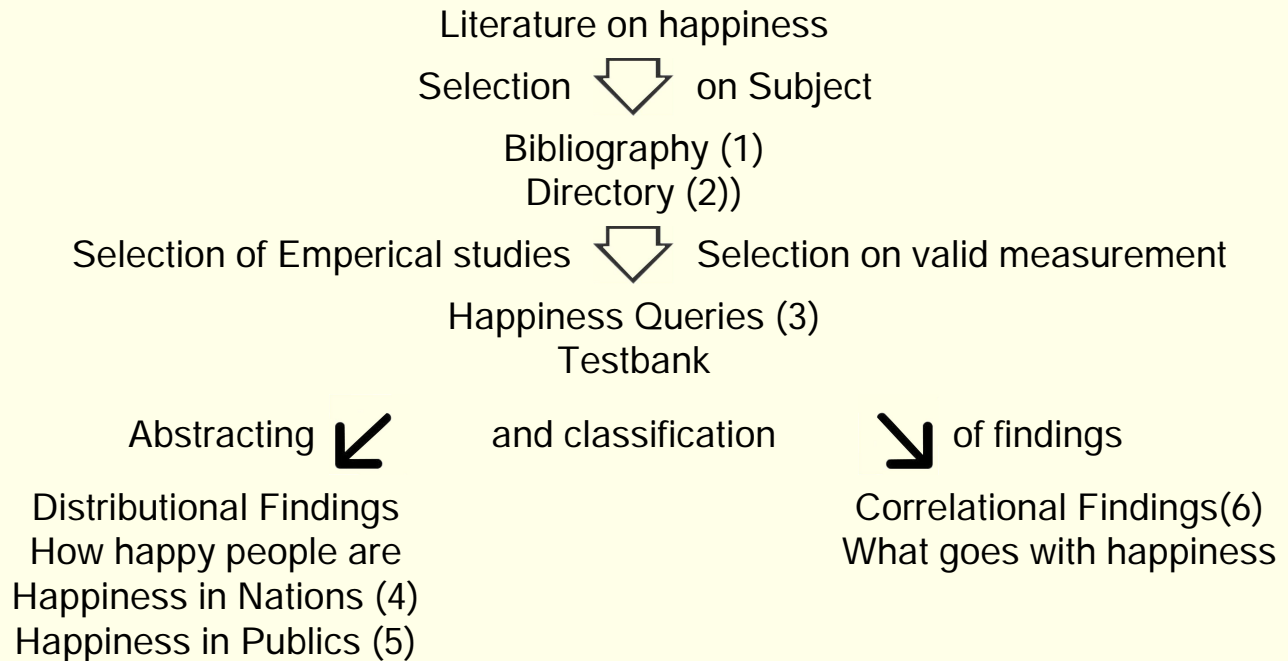 Literature on happiness
Selection on Subject
Bibliography (1)
Directory (2))
Selection of Emperical studies Selection on valid measurement
Happiness Queries (3)
Testbank
Abstracting and classification of findings
Distributional Findings
How happy people are
Happiness in Nations (4)
Happiness in Publics (5)
Correlational Findings(6)
What goes with happiness